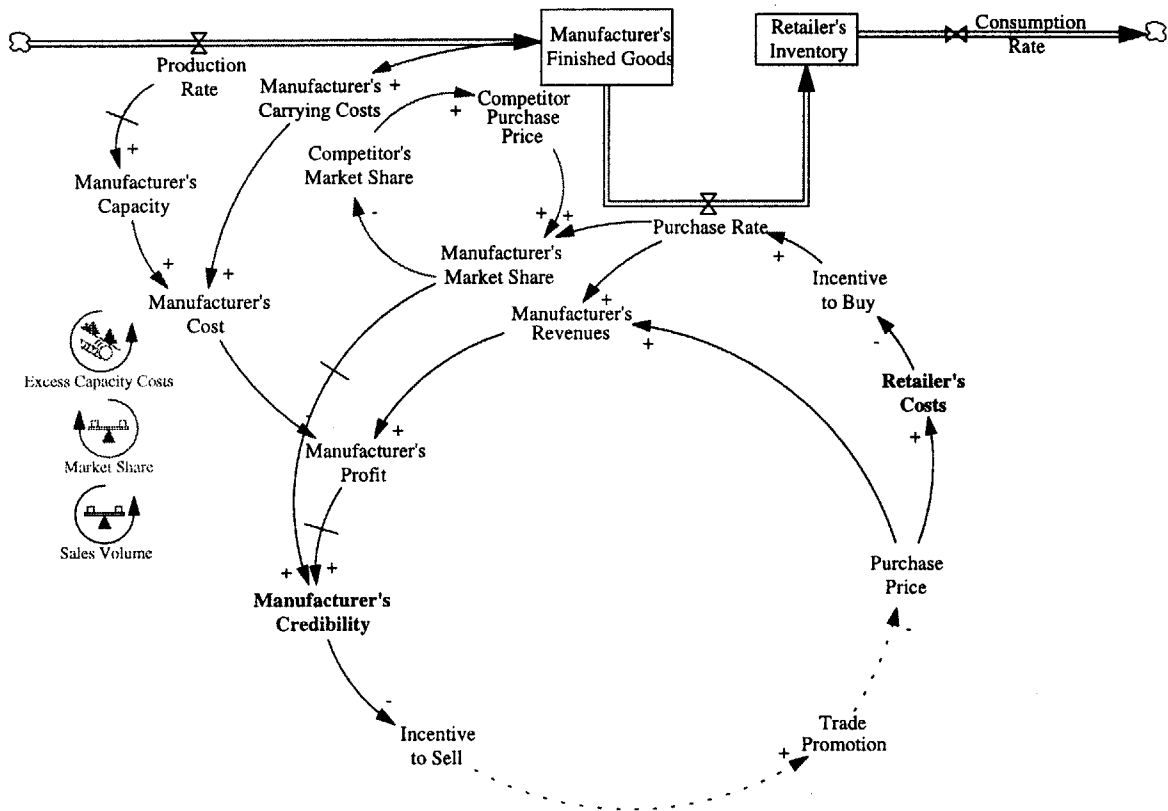 Manufacturer's
Finished Goods
Retailer's
Inventory
Consumption
Rate
Production
Rate
Manufacturer's
Carrying Costs
+
+
Competitor
Purchase
Price
+
Competitor's
Market Share
Manufacturer's
Capacity
-
+ +
Purchase Rate
+
Manufacturer's
Market Share
+
+
Incentive
to Buy
Manufacturer's
Cost
+
Manufacturer's
Revenues
+
-
Excess Capacity Costs
Retailer's
Costs
+
Market Share
-
+
Manufacturer's
Profit
Sales Volume
Purchase
Price
+ +
Manufacturer's
Credibility
-
-
Incentive
to Sell
Trade
Promotion
+